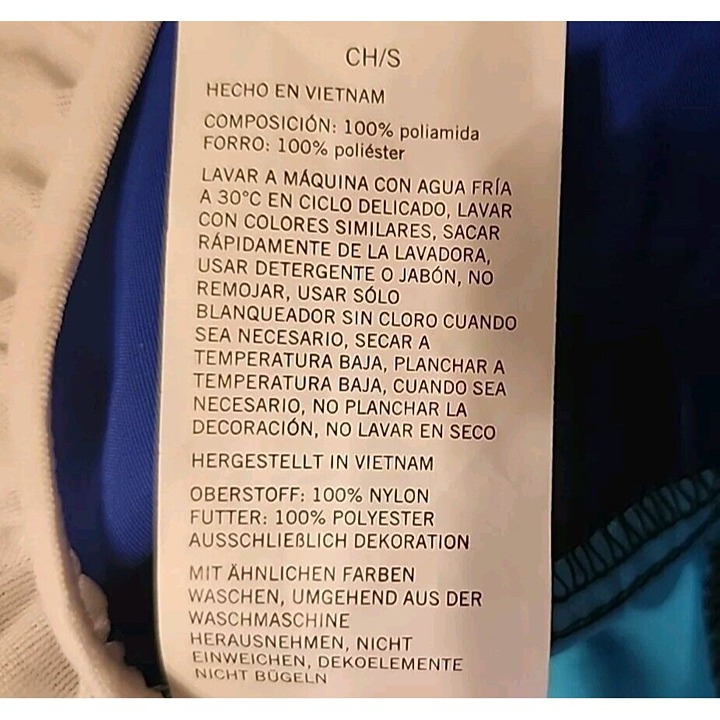 CH/S
HECHO EN VIETNAM
COMPOSICIÓN: 100% poliamida
FORRO: 100% poliéster
LAVAR A MÁQUINA CON AGUA FRÍA
A 30°C EN CICLO DELICADO, LAVAR
CON COLORES SIMILARES, SACAR
RÁPIDAMENTE DE LA LAVADORA,
USAR DETERGENTE O JABÓN, NO
REMOJAR, USAR SÓLO
BLANQUEADOR SIN CLORO CUANDO
SEA NECESARIO, SECAR A
TEMPERATURA BAJA, PLANCHAR A
TEMPERATURA BAJA, CUANDO SEA
NECESARIO, NO PLANCHAR LA
DECORACIÓN, NO LAVAR EN SECO
HERGESTELLT IN VIETNAM
OBERSTOFF: 100% NYLON
FUTTER: 100% POLYESTER
AUSSCHLIEßLICH DEKORATION
MIT ÄHNLICHEN FARBEN
WASCHEN, UMGEHEND AUS DER
WASCHMASCHINE
HERAUSNEHMEN, NICHT
EINWEICHEN, DEKOELEMENTE
NICHT BÜGELN